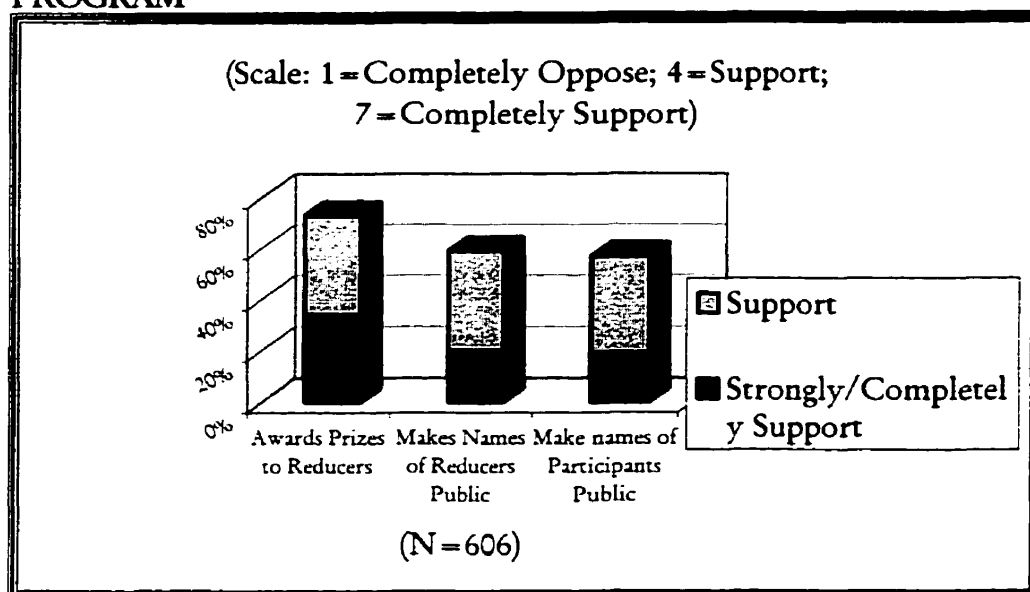 PROGRAM
(Scale: 1=Completely Oppose; 4=Support;
7=Completely Support)
80%
60%
40%
20%
0%
Awards Prizes
to Reducers
Makes Names
of Reducers
Public
Make names of
Participants
Public
Support
Strongly/Completel
y Support
(N=606)